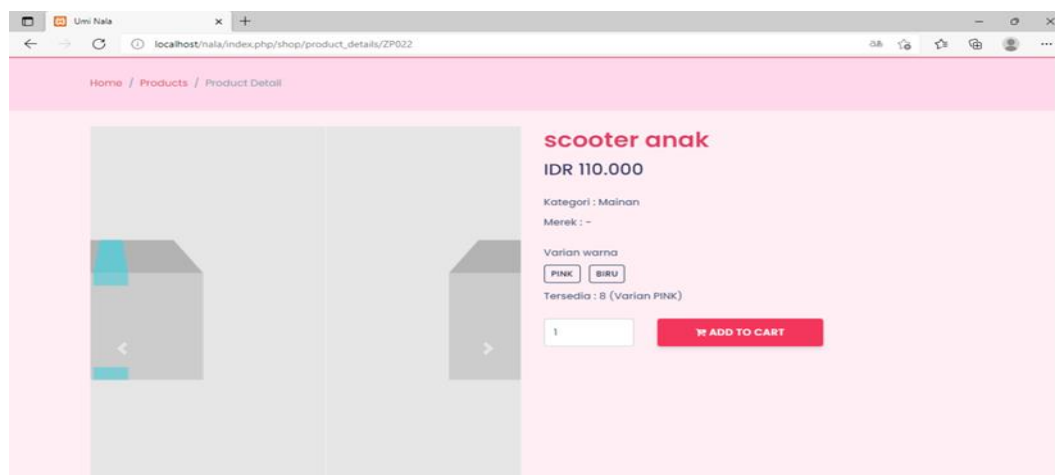 Umi Nala
localhost/nala/index.php/shop/product_details/ZP022
Home / Products / Product Detail
scooter anak
IDR 110.000
Kategori : Mainan
Merek : -
Varian warna
PINK BIRU
Tersedia : 8 (Varian PINK)
1 ADD TO CART